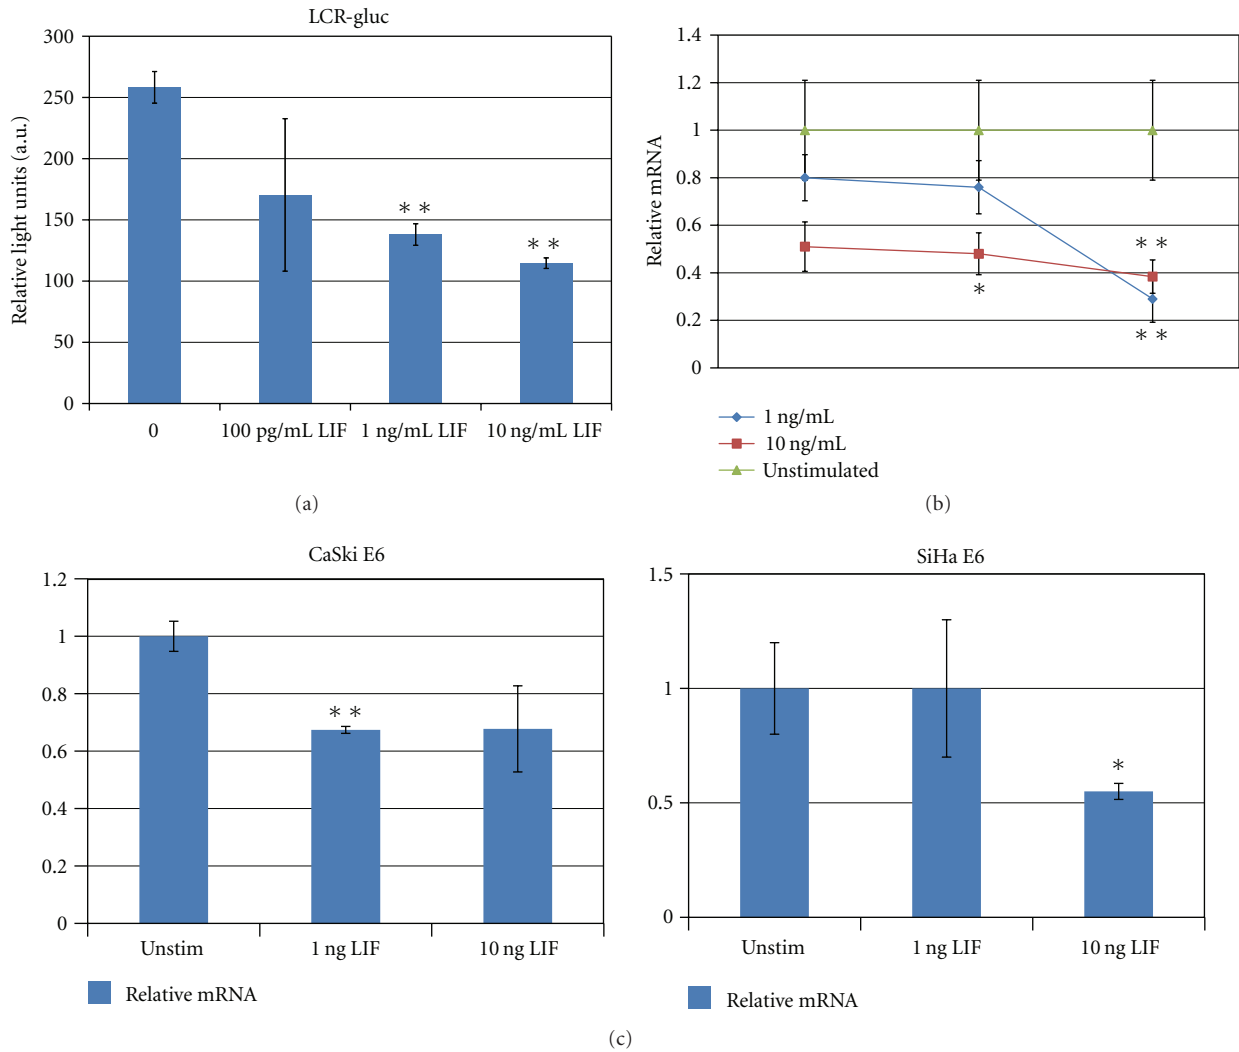 LCR-gluc
Relative light units (a.u.)
300
250
200
150
100
50
0
∗∗
∗∗
0
100 pg/mL LIF
1 ng/mL LIF
10 ng/mL LIF
(a)
Relative mRNA
1.4
1.2
1
0.8
0.6
0.4
0.2
0
∗
∗∗
∗∗
1 ng/mL
10 ng/mL
Unstimulated
(b)
CaSki E6
1.2
1
0.8
0.6
0.4
0.2
0
∗∗
Unstim
1 ng LIF
10 ng LIF
Relative mRNA
SiHa E6
1.5
1
0.5
0
∗
Unstim
1 ng LIF
10 ng LIF
Relative mRNA
(c)